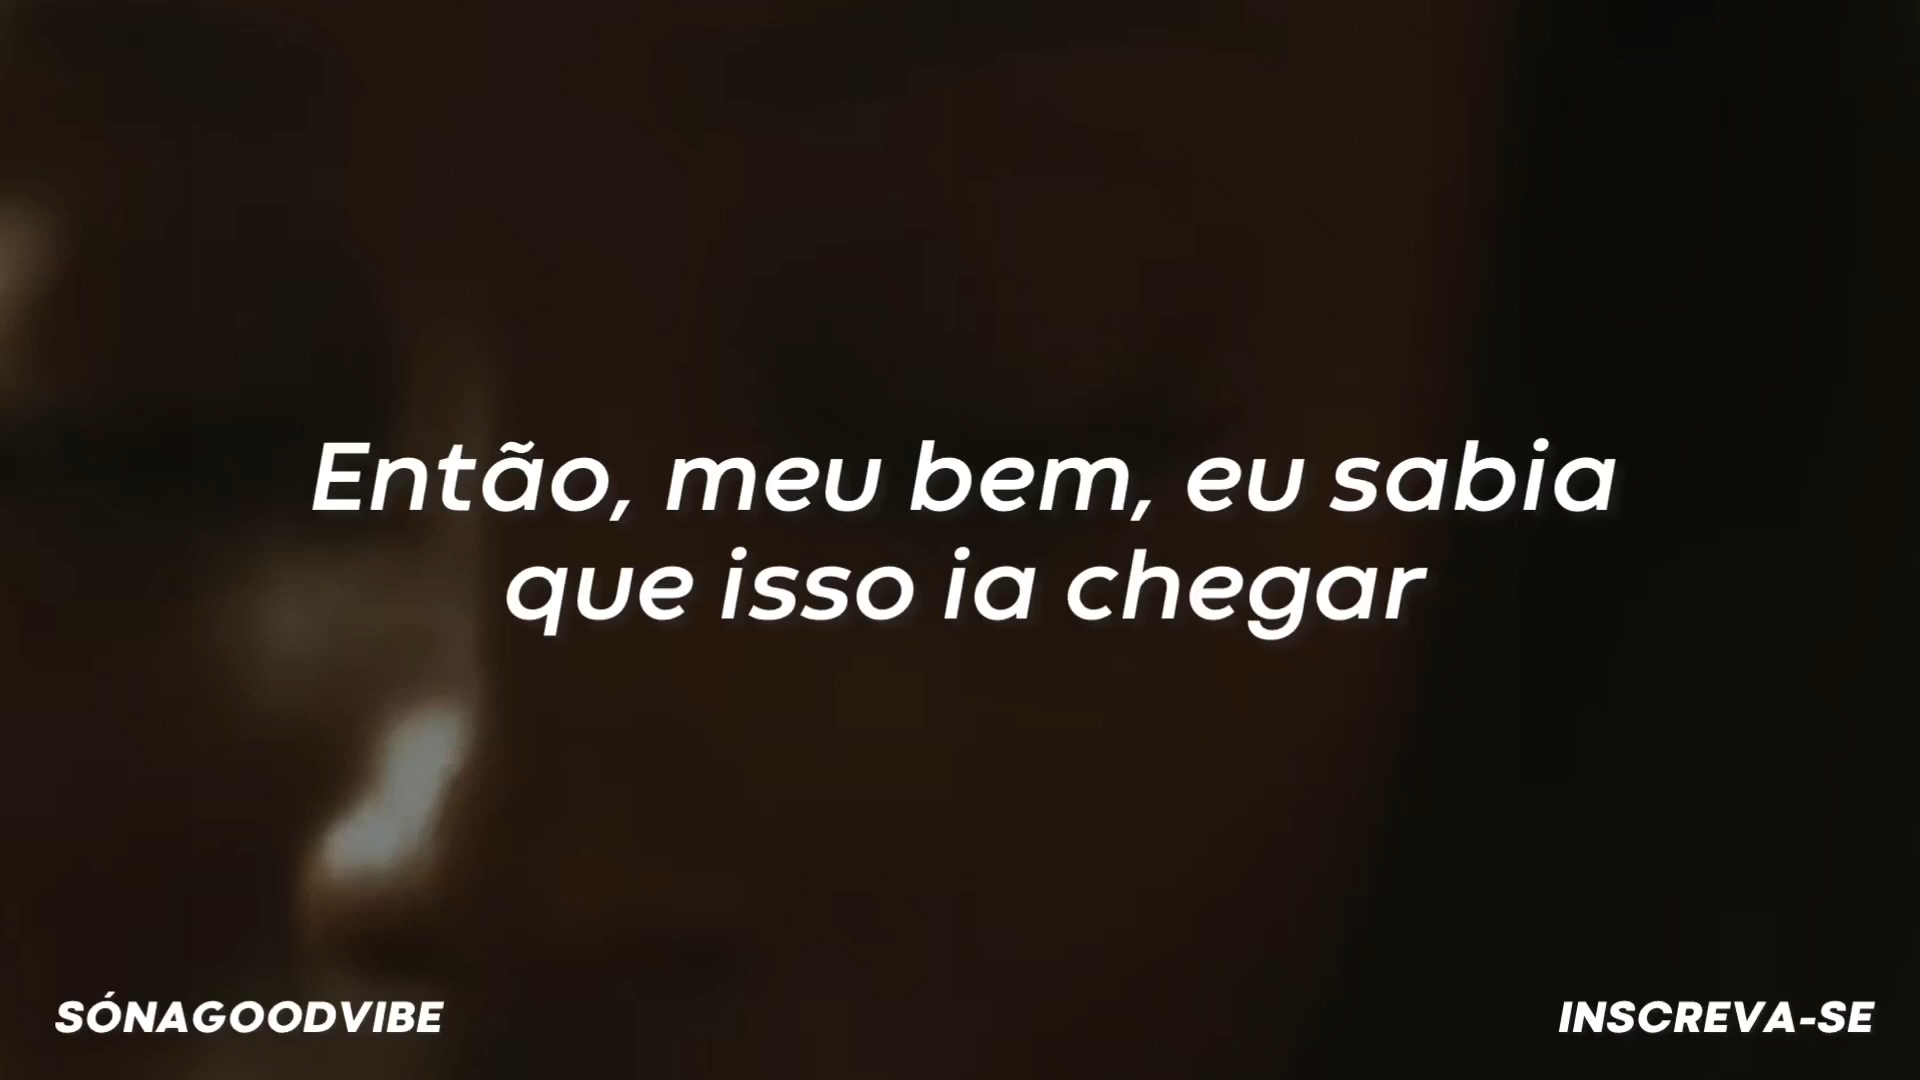 Então, meu bem, eu sabia
que isso ia chegar
SÓNAGOODVIBE
INSCREVA-SE